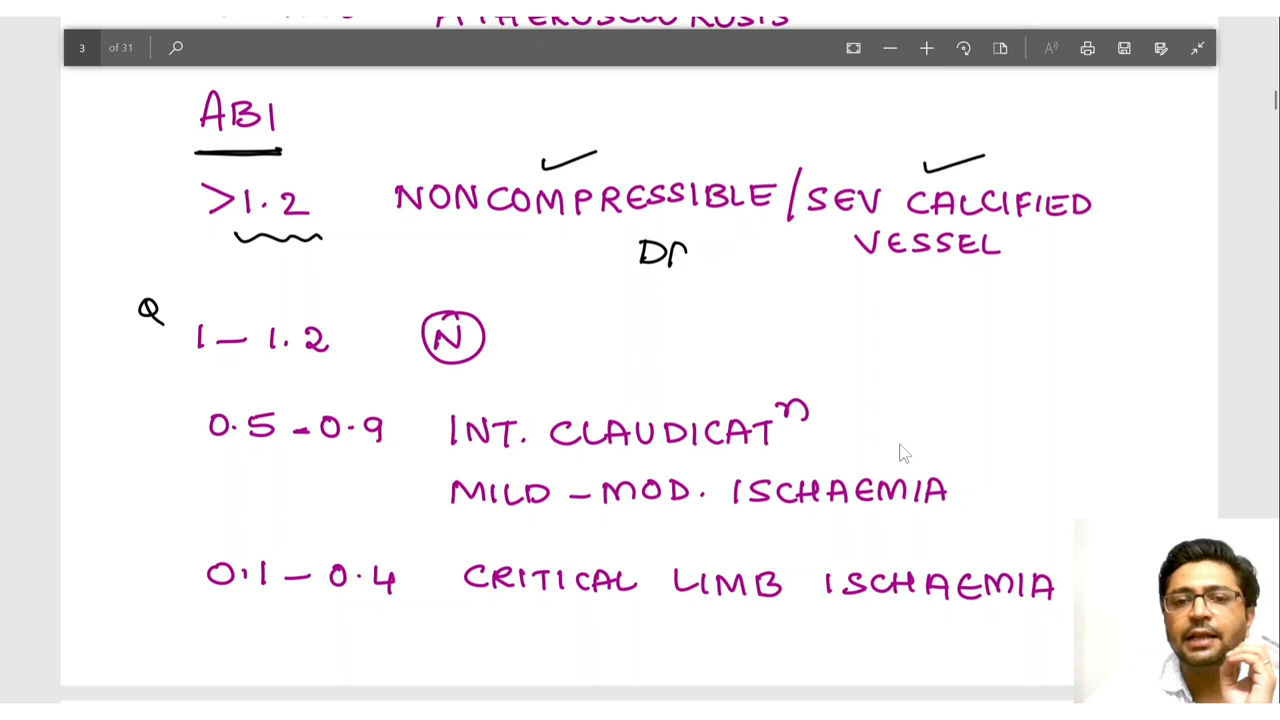 3 of 31
ABI
>1.2 NONCOMPRESSIBLE/SEV CALCIFIED
VESSEL
Q
1 – 1.2 N
0.5 – 0.9 INT. CLAUDICATⁿ
MILD – MOD. ISCHAEMIA
0.1 – 0.4 CRITICAL LIMB ISCHAEMIA